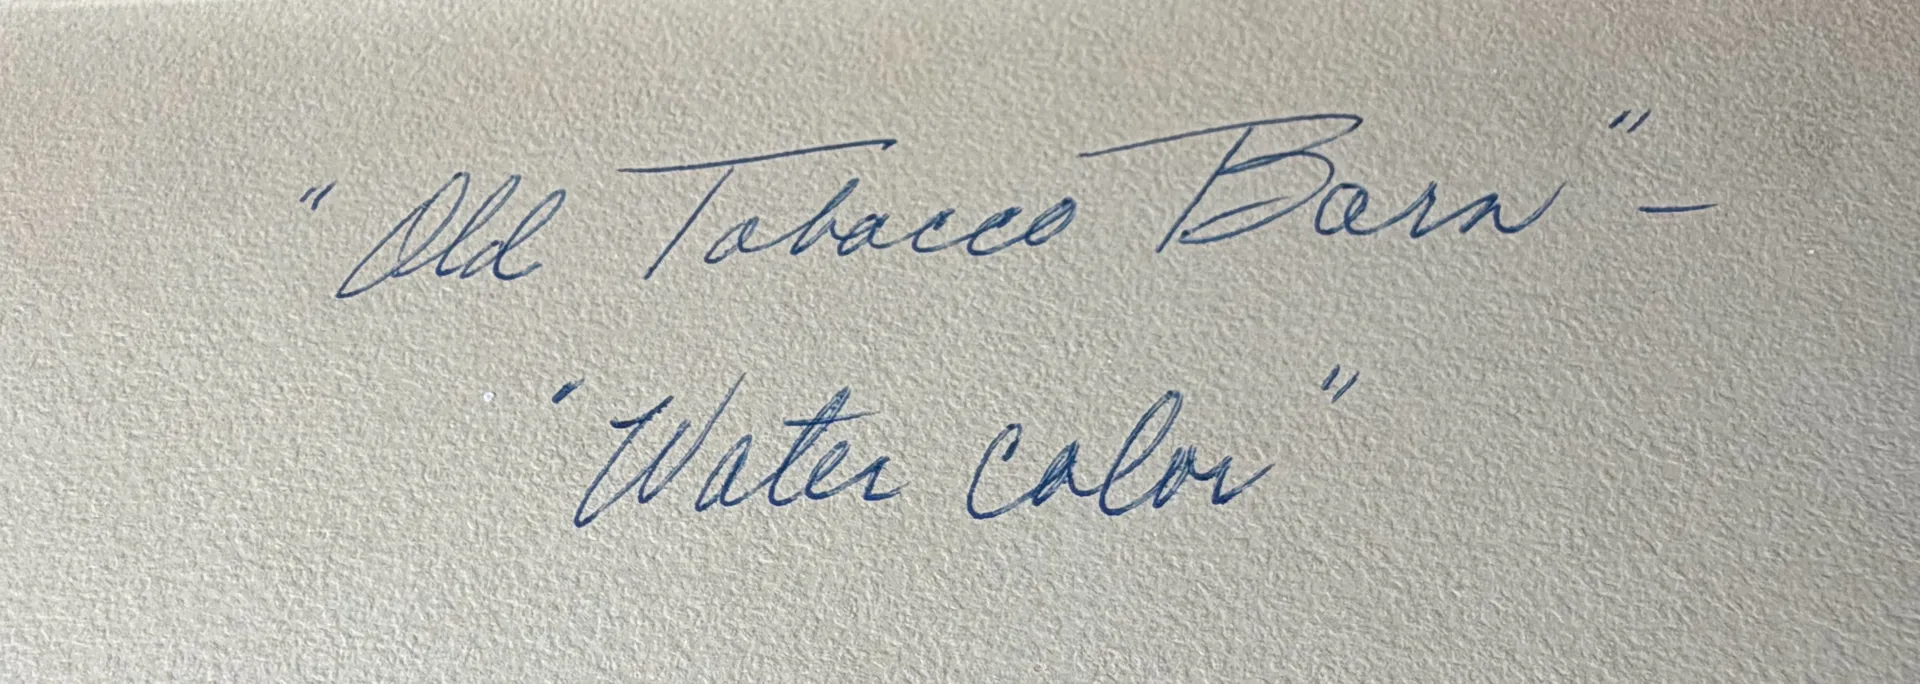 "Old Tobacco Barn" –
"Water Color"